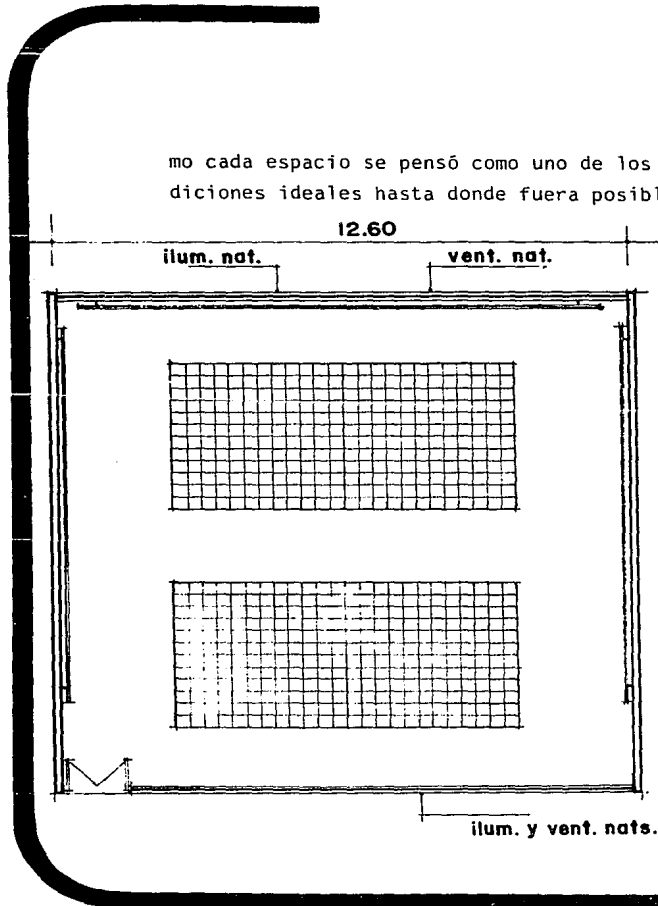 mo cada espacio se pensó como uno de los
diciones ideales hasta donde fuera posibl
12.60
ilum. nat. vent. nat.
ilum. y vent. nats.